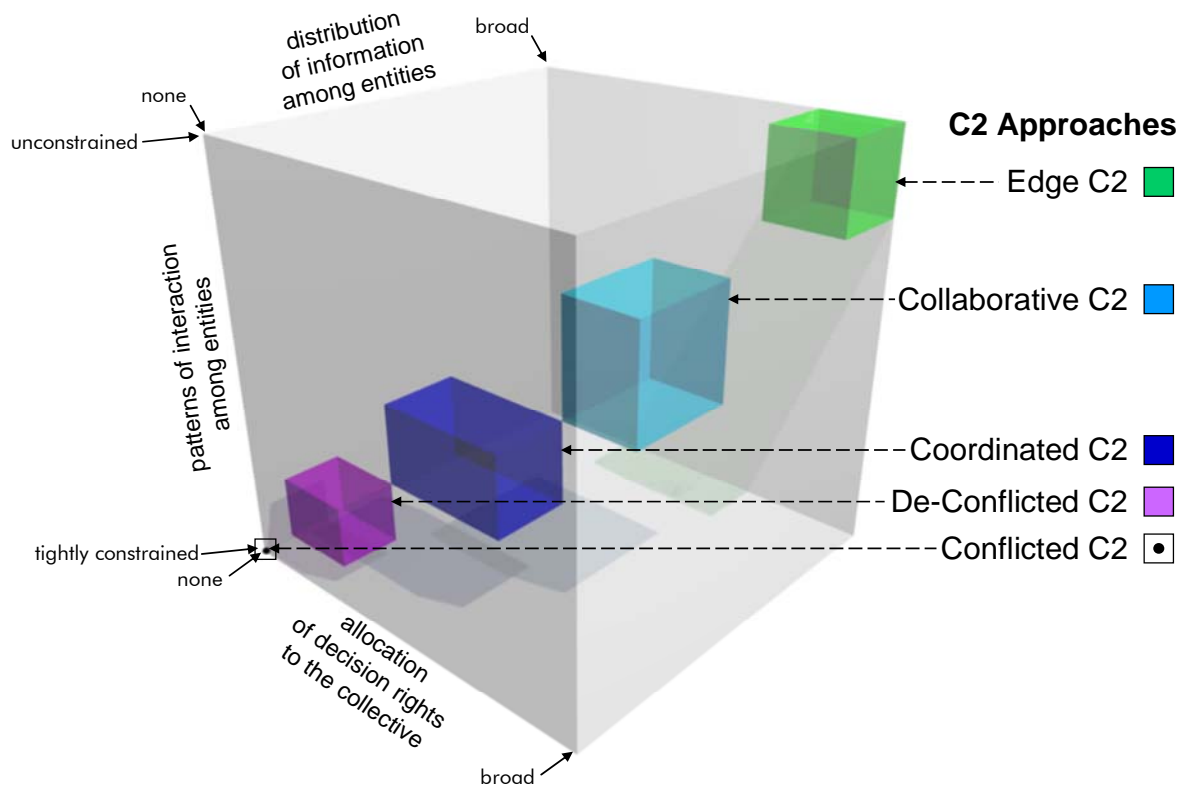 distribution
of information
among entities
broad
none
unconstrained
C2 Approaches
Edge C2
Collaborative C2
patterns of interaction
among entities
Coordinated C2
De-Conflicted C2
Conflicted C2
tightly constrained
none
allocation
of decision rights
to the collective
broad